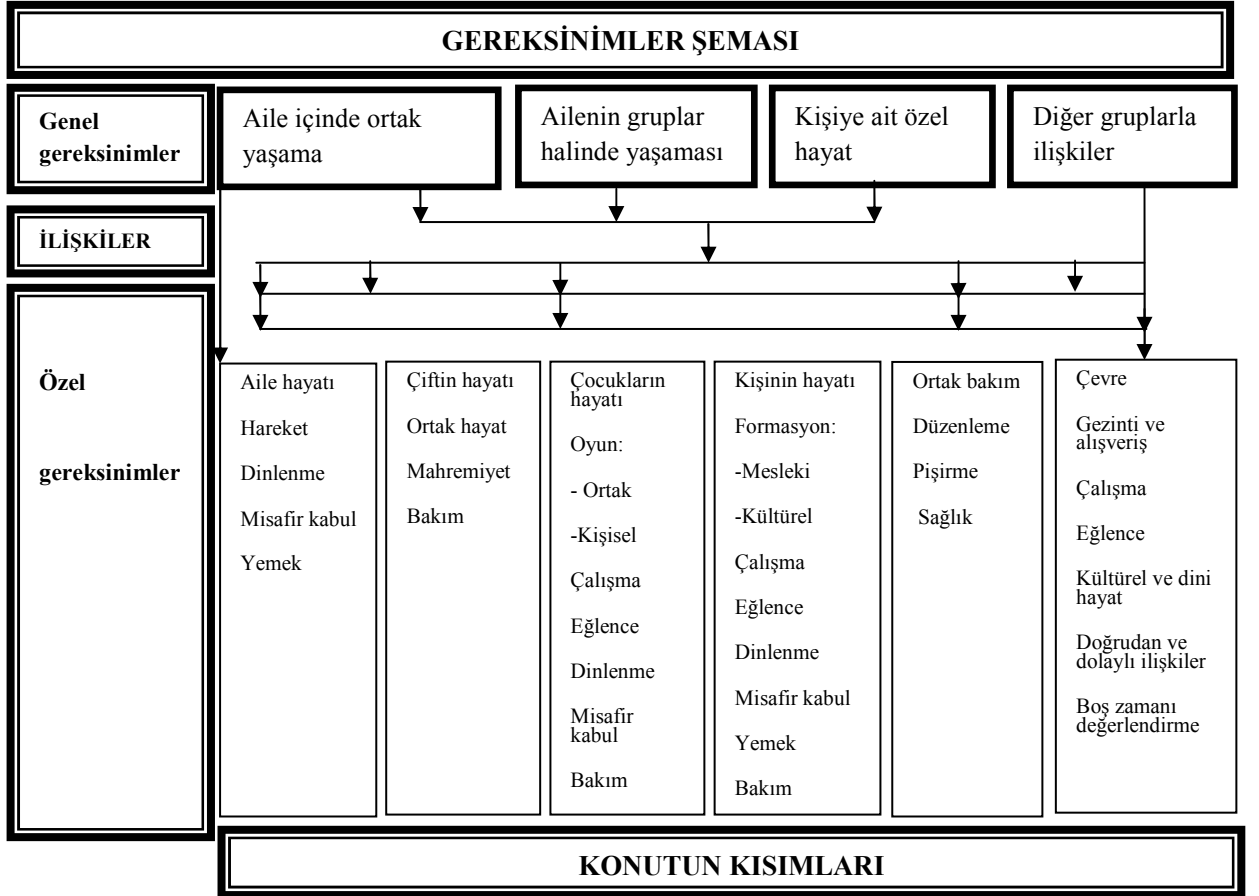 GEREKSİNİMLER ŞEMASI
Genel
gereksinimler
Aile içinde ortak
yaşama
Ailenin gruplar
halinde yaşaması
Kişiye ait özel
hayat
Diğer gruplarla
ilişkiler
İLİŞKİLER
Özel
gereksinimler
Aile hayatı
Hareket
Dinlenme
Misafir kabul
Yemek
Çiftin hayatı
Ortak hayat
Mahremiyet
Bakım
Çocukların
hayatı
Oyun:
- Ortak
-Kişisel
Çalışma
Eğlence
Dinlenme
Misafir
kabul
Bakım
Kişinin hayatı
Formasyon:
-Mesleki
-Kültürel
Çalışma
Eğlence
Dinlenme
Misafir kabul
Yemek
Bakım
Ortak bakım
Düzenleme
Pişirme
Sağlık
Çevre
Gezinti ve
alışveriş
Çalışma
Eğlence
Kültürel ve dini
hayat
Doğrudan ve
dolaylı ilişkiler
Boş zamanı
değerlendirme
KONUTUN KISIMLARI